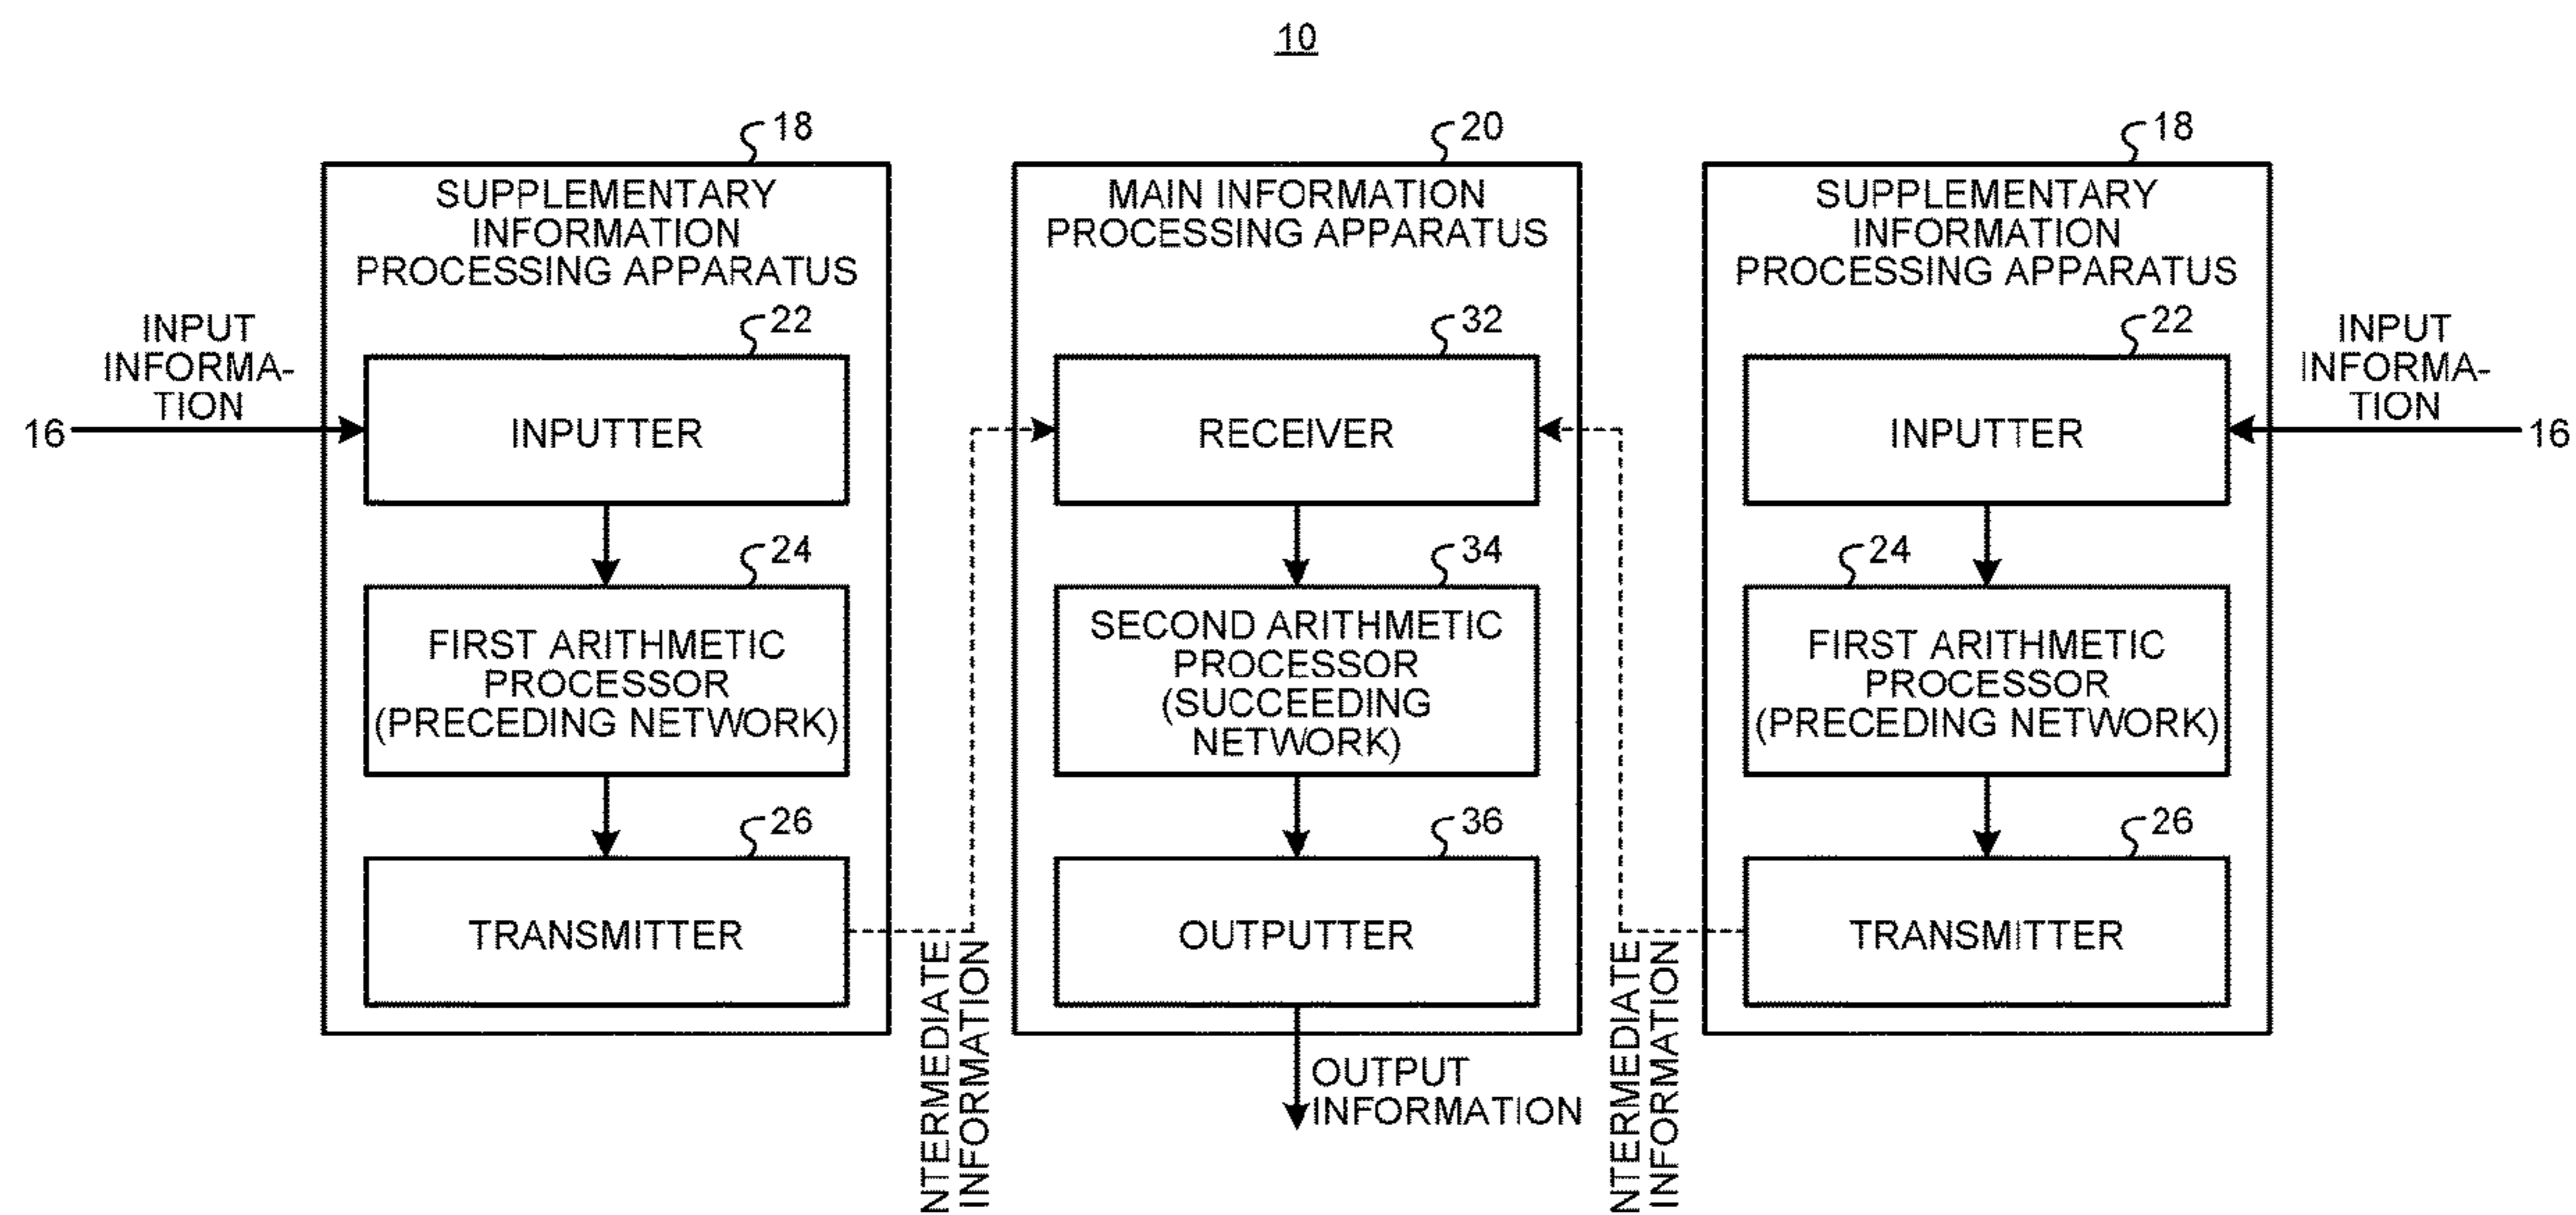 10
18
SUPPLEMENTARY
INFORMATION
PROCESSING APPARATUS
INPUT
INFORMA-
TION
16
22
INPUTTER
24
FIRST ARITHMETIC
PROCESSOR
(PRECEDING NETWORK)
26
TRANSMITTER
INTERMEDIATE
INFORMATION
20
MAIN INFORMATION
PROCESSING APPARATUS
32
RECEIVER
34
SECOND ARITHMETIC
PROCESSOR
(SUCCEEDING
NETWORK)
36
OUTPUTTER
OUTPUT
INFORMATION
18
SUPPLEMENTARY
INFORMATION
PROCESSING APPARATUS
22
INPUTTER
INPUT
INFORMA-
TION
16
24
FIRST ARITHMETIC
PROCESSOR
(PRECEDING NETWORK)
26
TRANSMITTER
INTERMEDIATE
INFORMATION